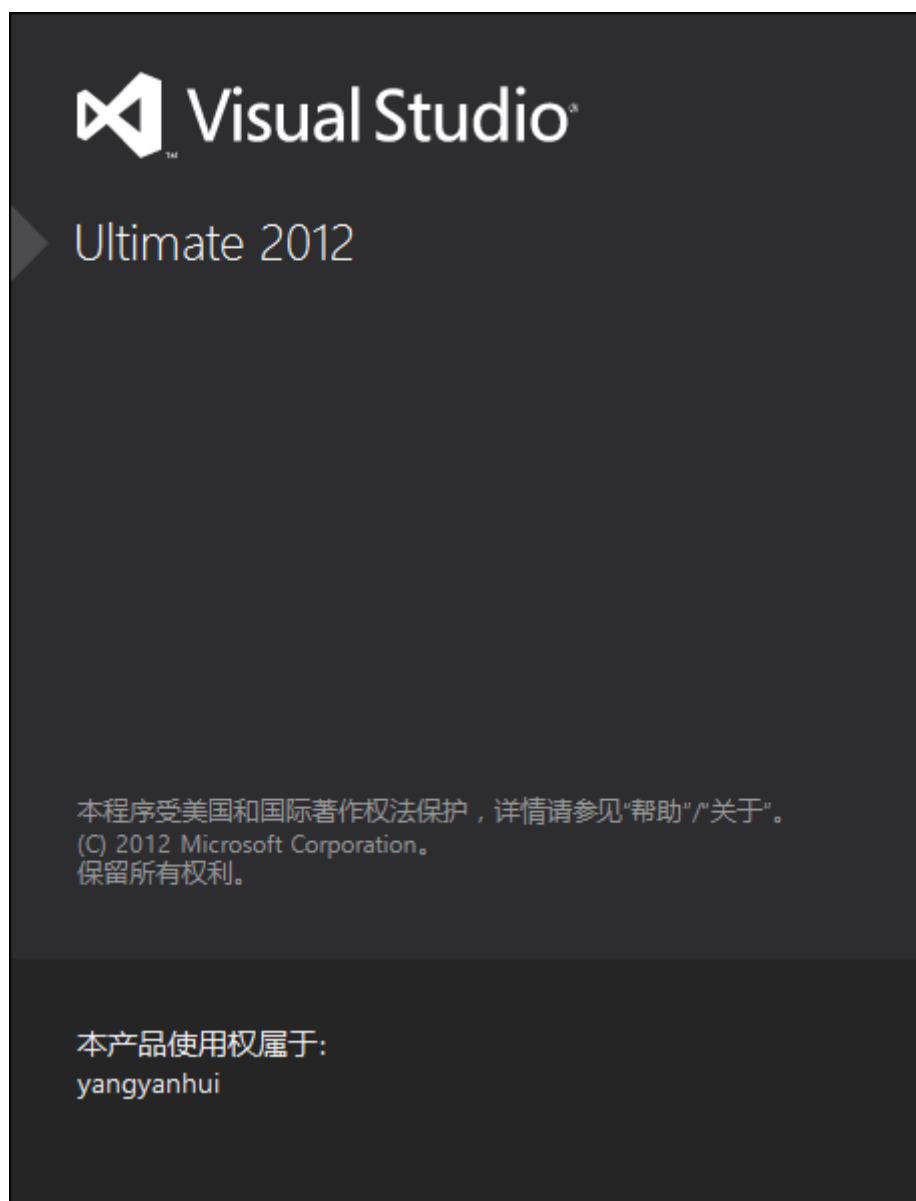 Visual Studio®
™
Ultimate 2012
本程序受美国和国际著作权法保护，详情请参见"帮助"/"关于"。
(C) 2012 Microsoft Corporation。
保留所有权利。
本产品使用权属于:
yangyanhui